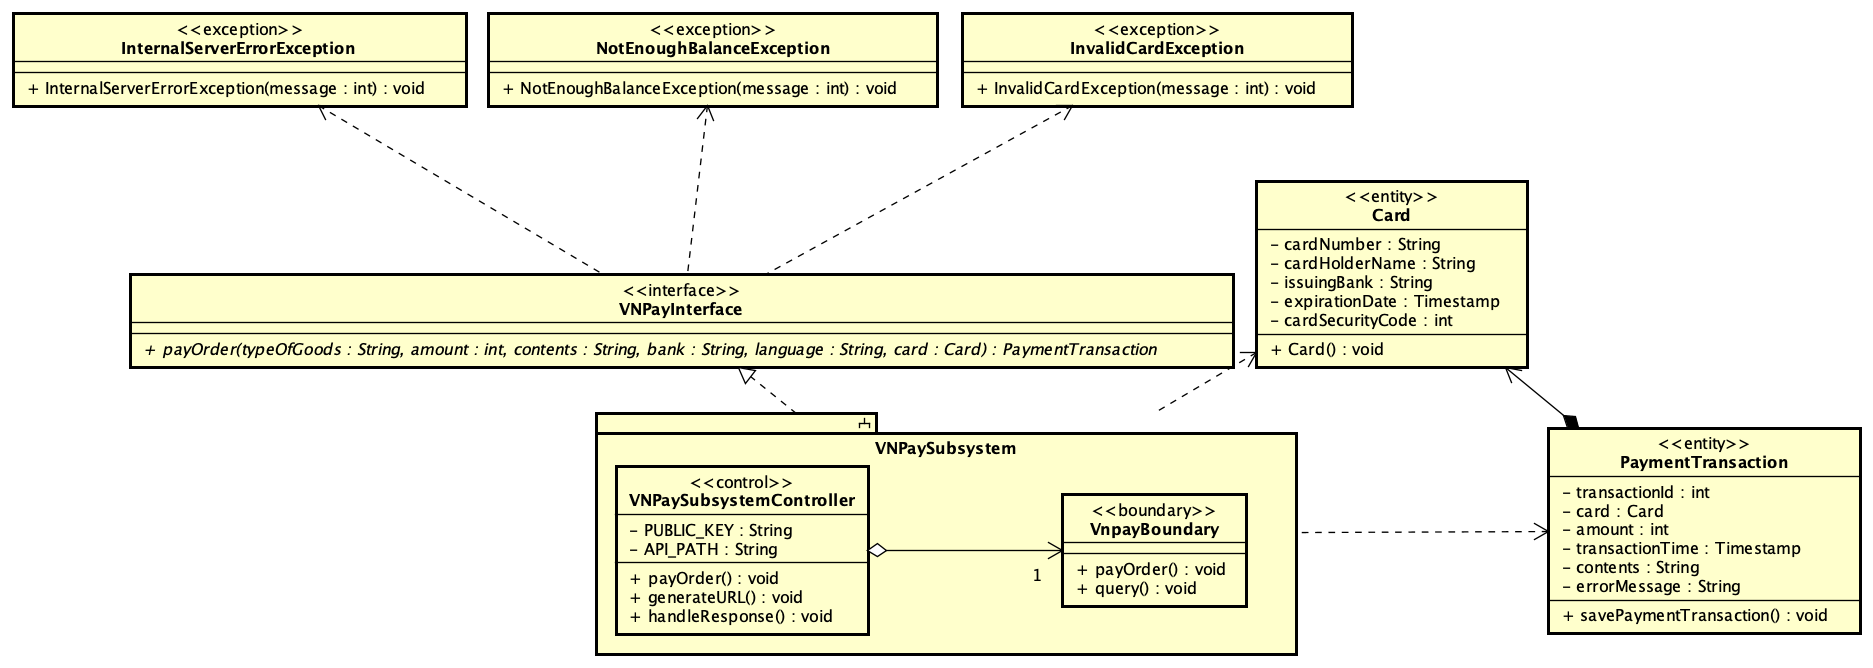 <<exception>>
InternalServerErrorException
+ InternalServerErrorException(message : int) : void
<<exception>>
NotEnoughBalanceException
+ NotEnoughBalanceException(message : int) : void
<<exception>>
InvalidCardException
+ InvalidCardException(message : int) : void
<<entity>>
Card
- cardNumber : String
- cardHolderName : String
- issuingBank : String
- expirationDate : Timestamp
- cardSecurityCode : int
+ Card() : void
<<interface>>
VNPayInterface
+ payOrder(typeOfGoods : String, amount : int, contents : String, bank : String, language : String, card : Card) : PaymentTransaction
VNPaySubsystem
<<control>>
VNPaySubsystemController
- PUBLIC_KEY : String
- API_PATH : String
+ payOrder() : void
+ generateURL() : void
+ handleResponse() : void
1
<<boundary>>
VnpayBoundary
+ payOrder() : void
+ query() : void
<<entity>>
PaymentTransaction
- transactionId : int
- card : Card
- amount : int
- transactionTime : Timestamp
- contents : String
- errorMessage : String
+ savePaymentTransaction() : void